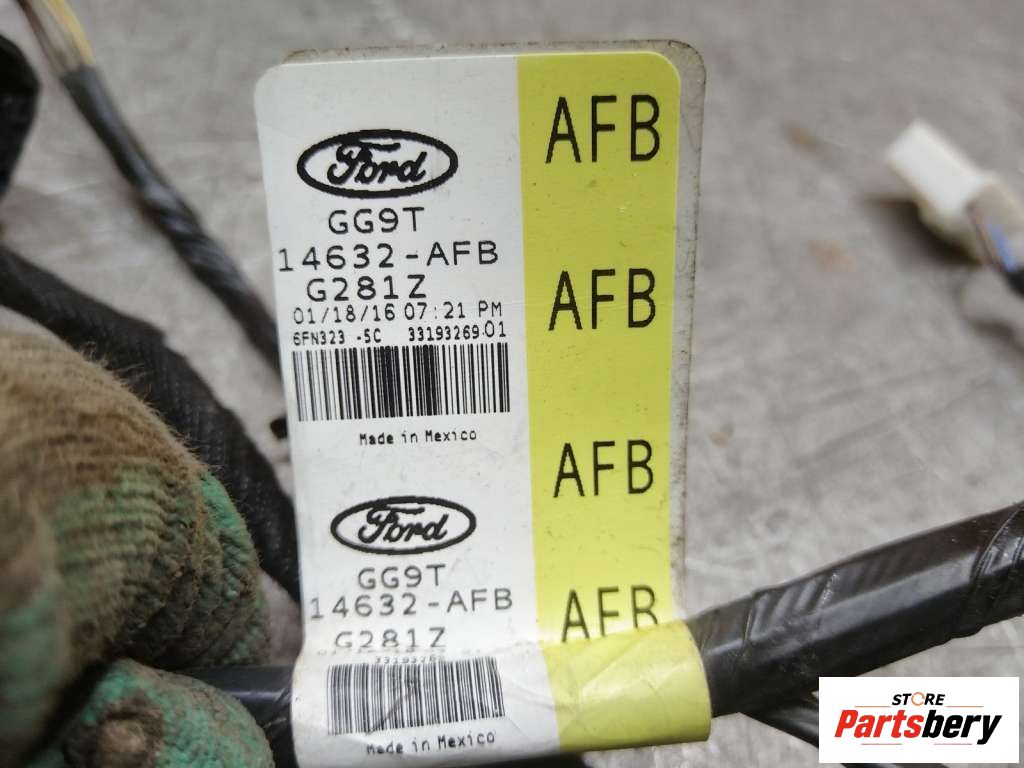 Ford
GG9T
14632-AFB
G281Z
01/18/16 07:21 PM
6FN323 -5C 33193269 01
Made in Mexico
AFB
AFB
AFB
AFB
Ford
GG9T
14632-AFB
G281Z
Made in Mexico
STORE
Partsbery